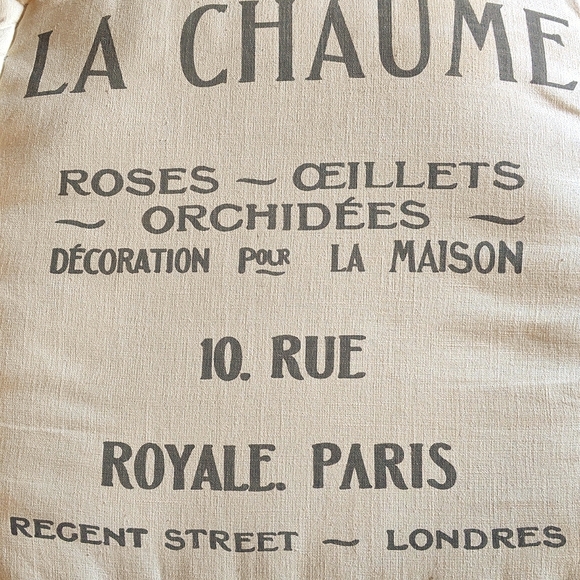 LA CHAUME
ROSES ~ ŒILLETS
~ ORCHIDÉES ~
DÉCORATION POUR LA MAISON
10. RUE
ROYALE. PARIS
REGENT STREET ~ LONDRES